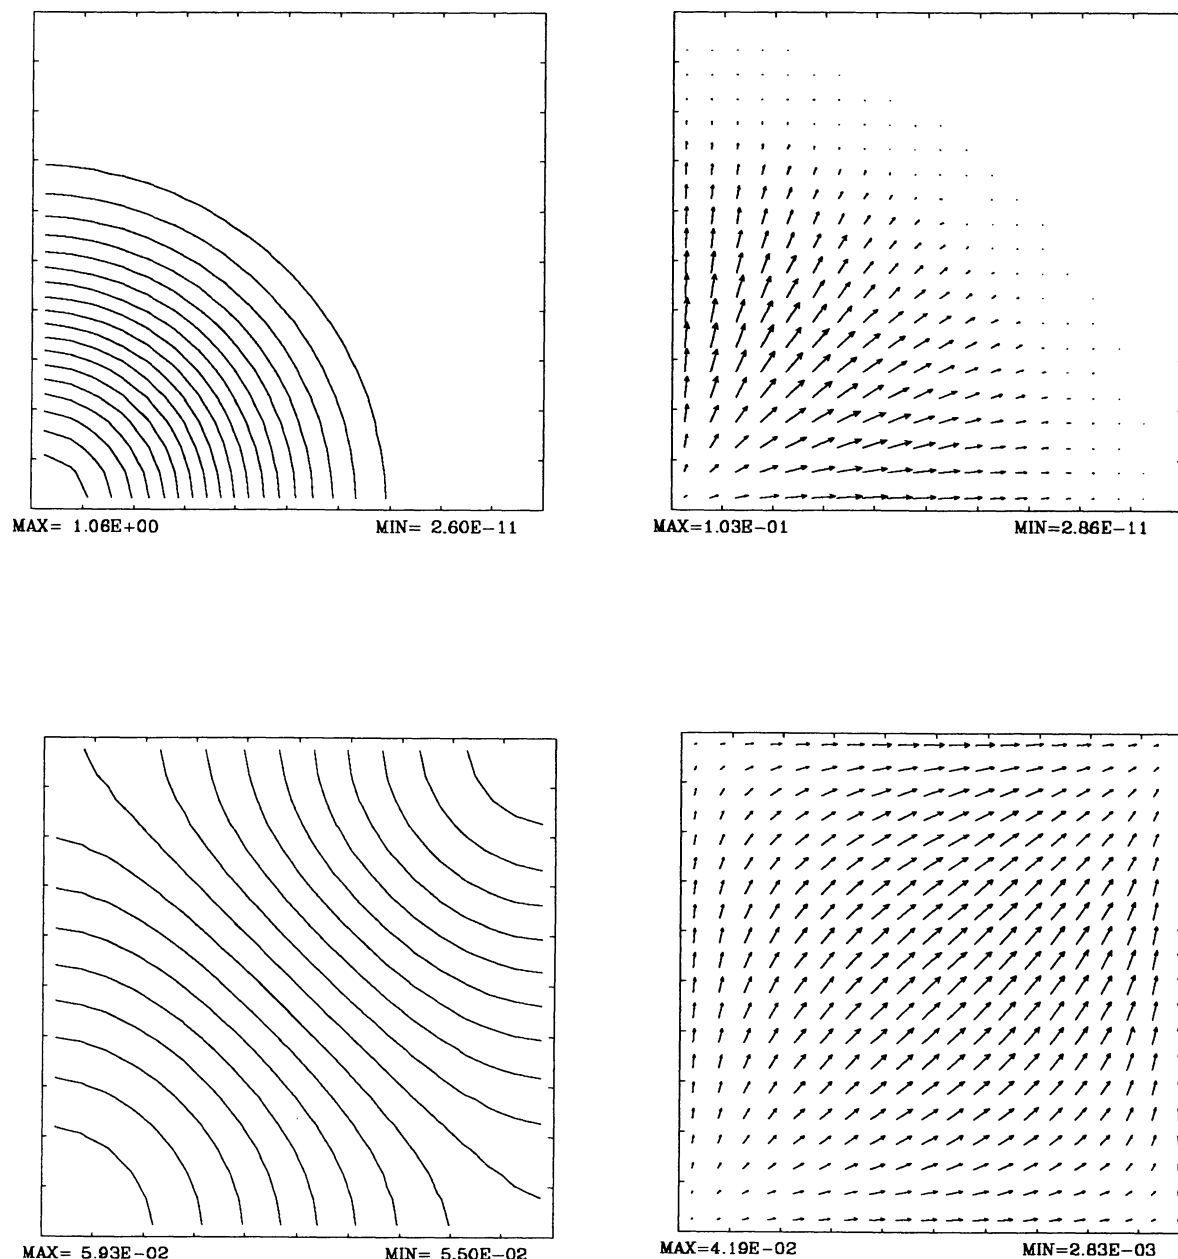 MAX= 1.06E+00 MIN= 2.60E-11
MAX=1.03E-01 MIN=2.86E-11
MAX= 5.93E-02 MIN= 5.50E-02
MAX=4.19E-02 MIN=2.83E-03